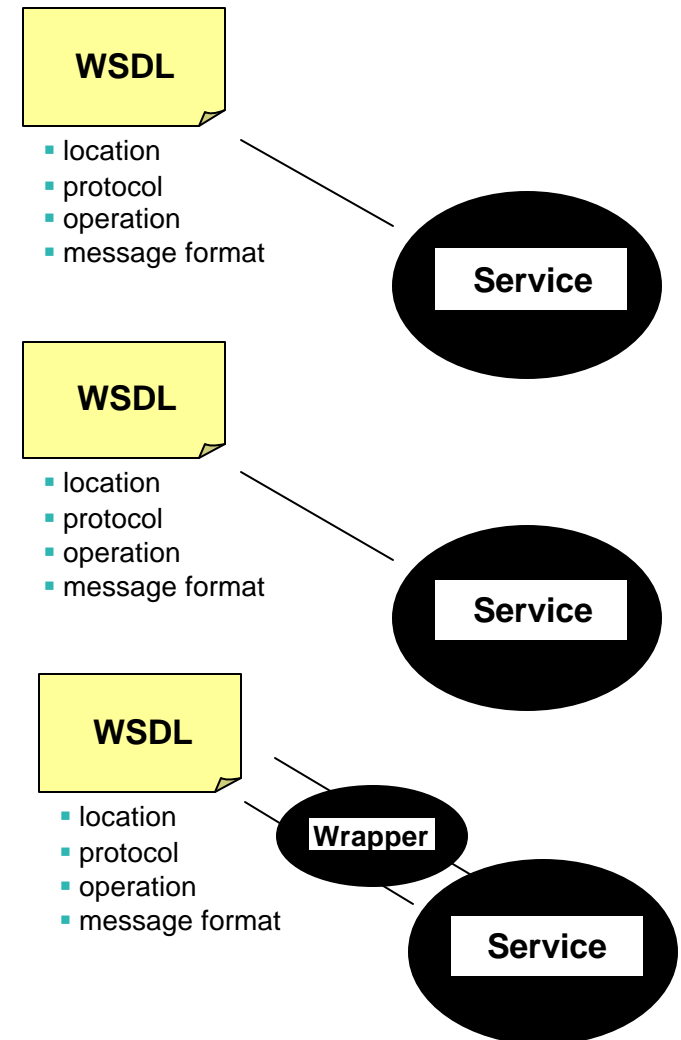 WSDL
location
protocol
operation
message format
Service
WSDL
location
protocol
operation
message format
Service
WSDL
location
protocol
operation
message format
Wrapper
Service